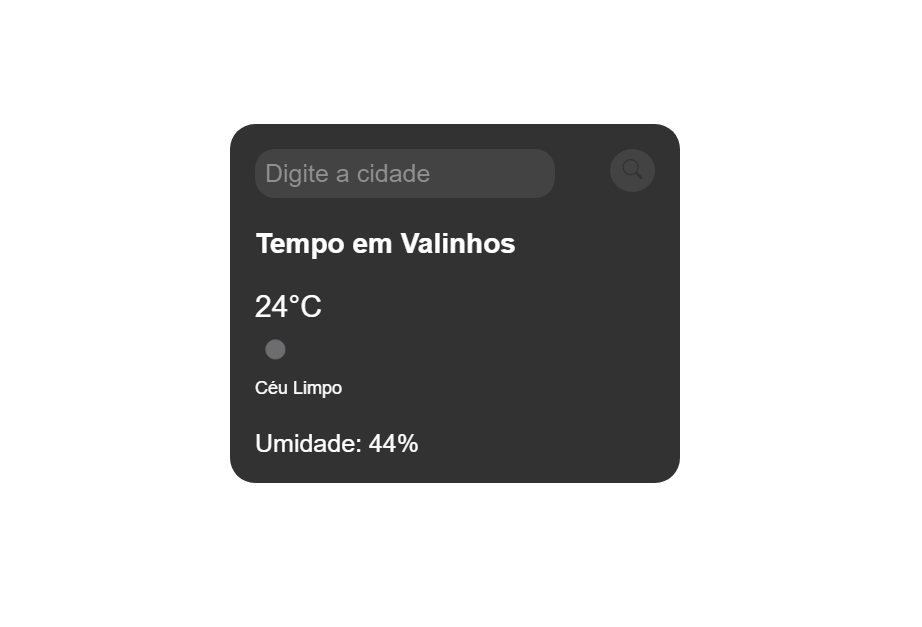 Digite a cidade
Tempo em Valinhos
24°C
Céu Limpo
Umidade: 44%